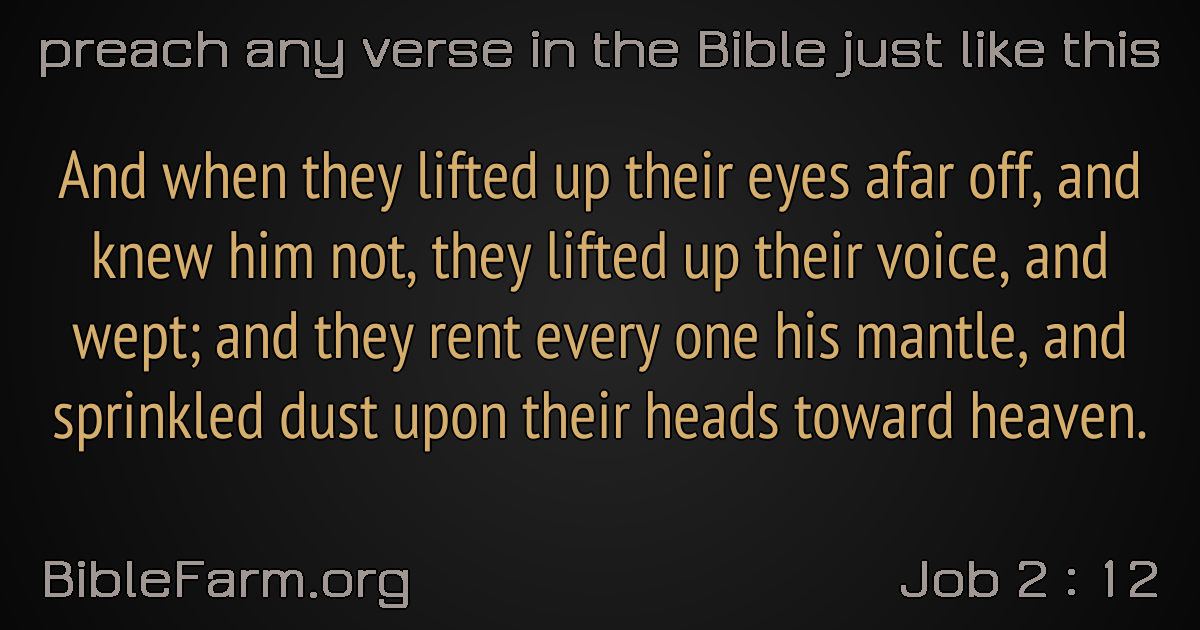 preach any verse in the Bible just like this
And when they lifted up their eyes afar off, and
knew him not, they lifted up their voice, and
wept; and they rent every one his mantle, and
sprinkled dust upon their heads toward heaven.
BibleFarm.org
Job 2 : 12